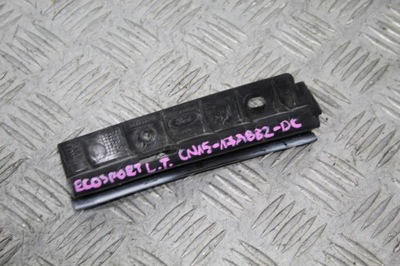 ECOSPORT L.T. CN15-17A882-DC